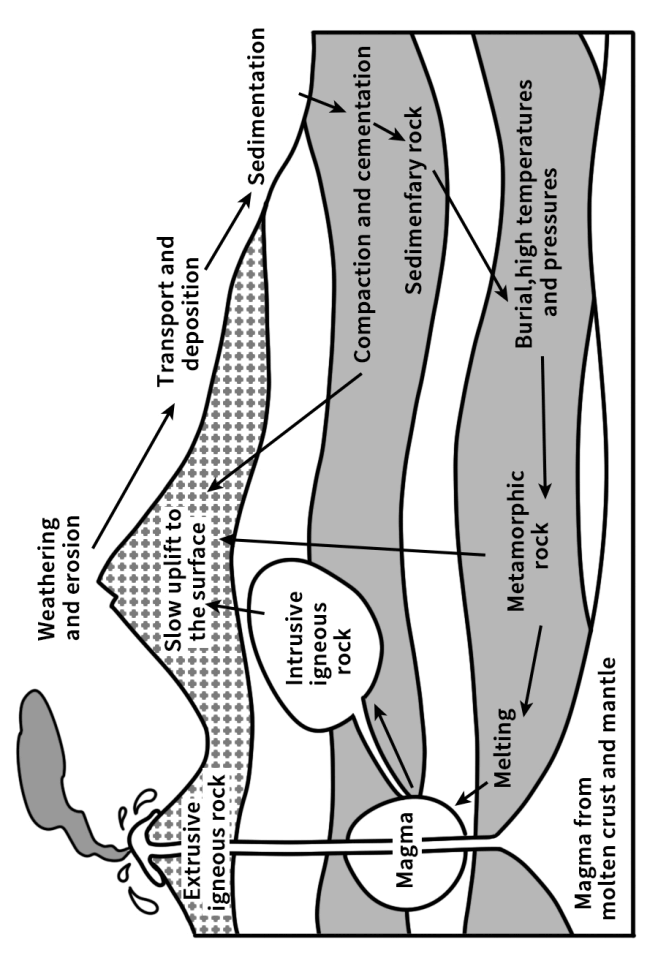 Weathering
and erosion
Transport and
deposition
Sedimentation
Extrusive
igneous rock
Slow uplift to
the surface
Intrusive
igneous
rock
Compaction and cementation
Sedimenfary rock
Magma
Melting
Metamorphic
rock
Burial,high temperatures
and pressures
Magma from
molten crust and mantle